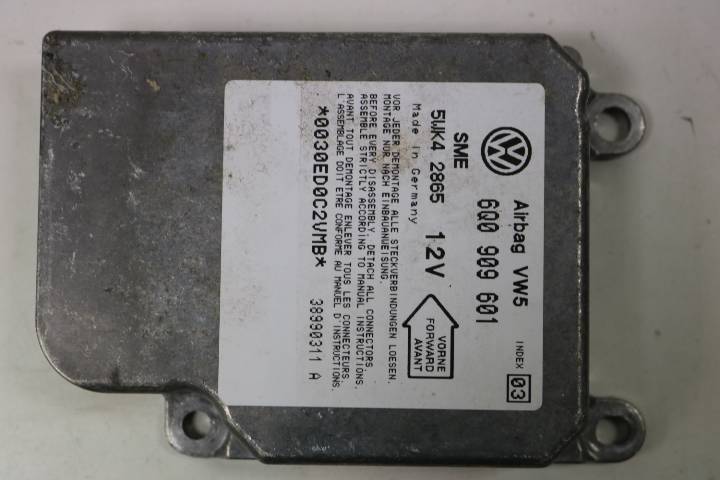 Airbag VW5
INDEX 03
6Q0 909 601
SME
5WK4 2865 12V
Made in Germany
VORNE
FORWARD
AVANT
VOR JEDER DEMONTAGE ALLE STECKVERBINDUNGEN LOESEN.
MONTAGE NUR NACH EINBAUANWEISUNG.
BEFORE EVERY DISASSEMBLY, DETACH ALL CONNECTORS.
ASSEMBLE STRICTLY ACCORDING TO MANUAL INSTRUCTIONS.
AVANT TOUT DEMONTAGE ENLEVER TOUS LES CONNECTEURS
L'ASSEMBLAGE DOIT ETRE CONFORME AU MANUEL D'INSTRUCTIONS.
*0030ED0C2VMB*
38990311 A